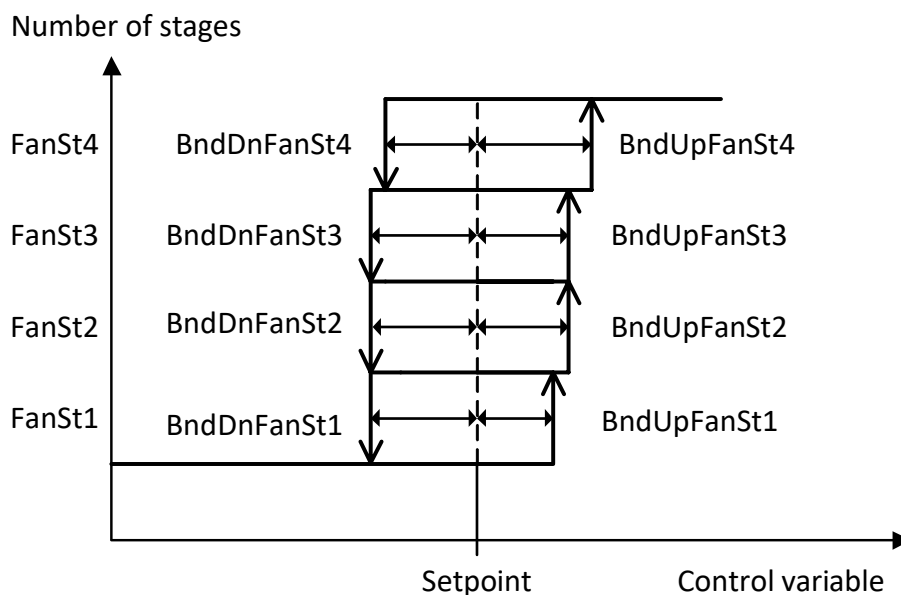 Number of stages
FanSt4 BndDnFanSt4 BndUpFanSt4
FanSt3 BndDnFanSt3 BndUpFanSt3
FanSt2 BndDnFanSt2 BndUpFanSt2
FanSt1 BndDnFanSt1 BndUpFanSt1
Setpoint Control variable